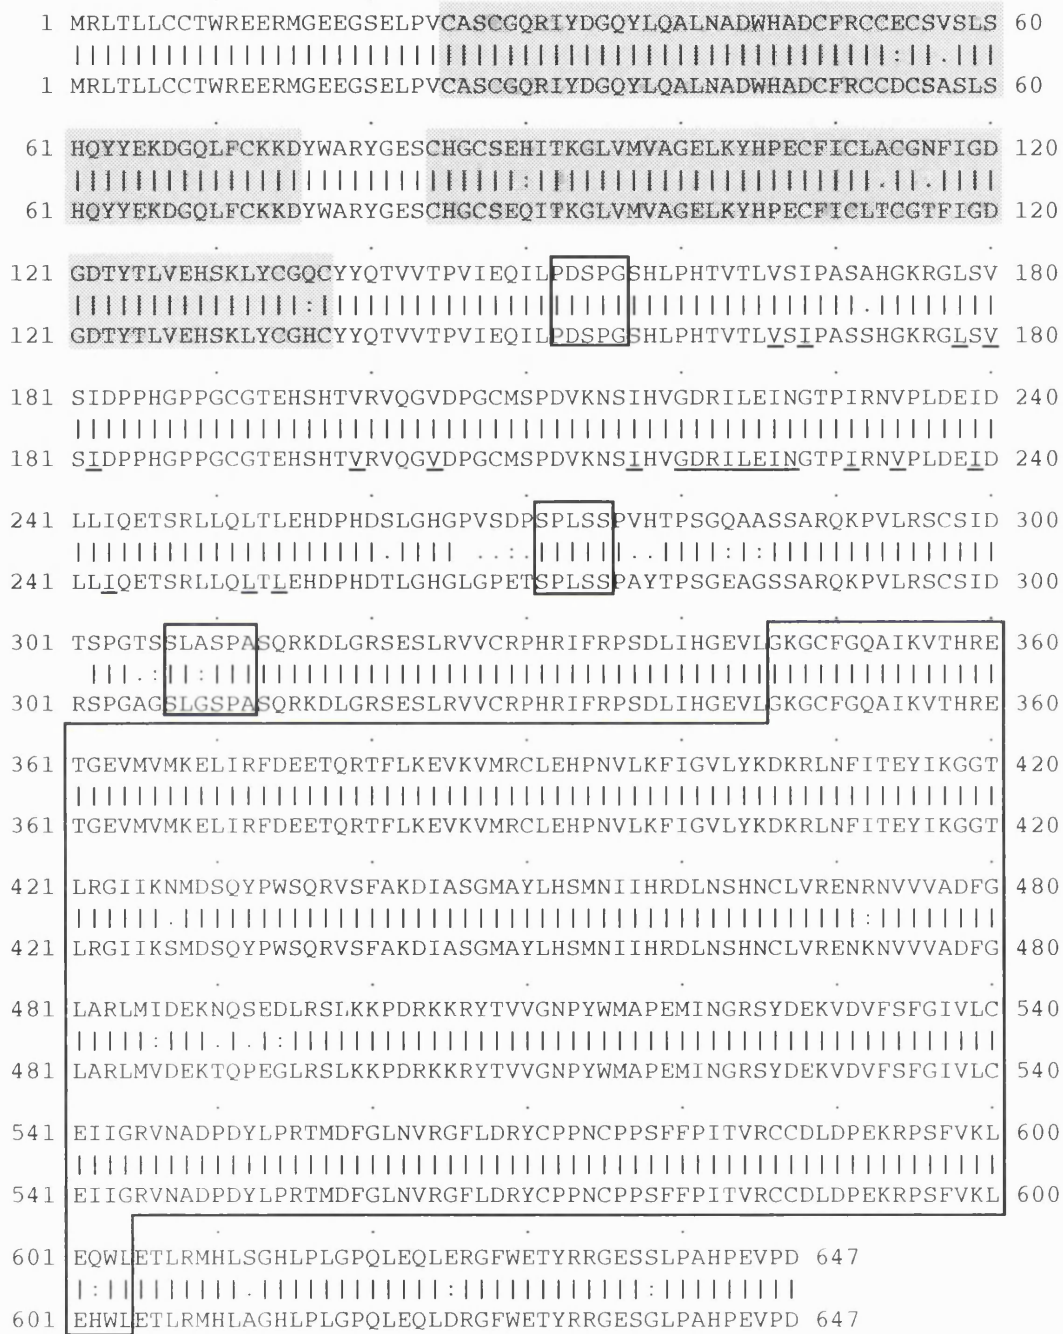 1 MRLTLLCCTWREERMGEEGSELPVCASCGQRIYDGQYLQALNADWHADCFRCCECSVSLS 60
1 MRLTLLCCTWREERMGEEGSELPVCASCGQRIYDGQYLQALNADWHADCFRCCDCSASLS 60
61 HQYYEKDGQLFCKKDYWARYGESCHGCSEHITKGLVMVAGELKYHPECFICLACGNFIGD 120
61 HQYYEKDGQLFCKKDYWARYGESCHGCSEQITKGLVMVAGELKYHPECFICLTCGTFIGD 120
121 GDTYTLVEHSKLYCGQCYYQTVVTPVIEQILPDSPGSHLPHTVTLVSIPASAHGKRGLSV 180
121 GDTYTLVEHSKLYCGHCYYQTVVTPVIEQILPDSPGSHLPHTVTLVSIPASSHGKRGLSV 180
181 SIDPPHGPPGCGTEHSHTVRVQGVDPGCMSPDVKNSIHVGDRILEINGTPIRNVPLDEID 240
181 SIDPPHGPPGCGTEHSHTVRVQGVDPGCMSPDVKNSIHVGDRILEINGTPIRNVPLDEID 240
241 LLIQETSRLLQLTLEHDPHDSLGHGPVSDPSPLSSPVHTPSGQAASSARQKPVLRSCSID 300
241 LLIQETSRLLQLTLEHDPHDTLGHGLGPETSPLSSPAYTPSGEAGSSARQKPVLRSCSID 300
301 TSPGTSSLASPASQRKDLGRSESLRVVCRPHRIFRPSDLIHGEVLGKGCFGQAIKVTHRE 360
301 RSPGAGSLGSPASQRKDLGRSESLRVVCRPHRIFRPSDLIHGEVLGKGCFGQAIKVTHRE 360
361 TGEVMVMKELIRFDEETQRTFLKEVKVMRCLEHPNVLKFIGVLYKDKRLNFITEYIKGGT 420
361 TGEVMVMKELIRFDEETQRTFLKEVKVMRCLEHPNVLKFIGVLYKDKRLNFITEYIKGGT 420
421 LRGIIKNMDSQYPWSQRVSFAKDIASGMAYLHSMNIIHRDLNSHNCLVRENRNVVVADFG 480
421 LRGIIKSMDSQYPWSQRVSFAKDIASGMAYLHSMNIIHRDLNSHNCLVRENKNVVVADFG 480
481 LARLMIDEKNQSEDLRSLKKPDRKKRYTVVGNPYWMAPEMINGRSYDEKVDVFSFGIVLC 540
481 LARLMVDEKTQPEGLRSLKKPDRKKRYTVVGNPYWMAPEMINGRSYDEKVDVFSFGIVLC 540
541 EIIGRVNADPDYLPRTMDFGLNVRGFLDRYCPPNCPPSFFPITVRCCDLDPEKRPSFVKL 600
541 EIIGRVNADPDYLPRTMDFGLNVRGFLDRYCPPNCPPSFFPITVRCCDLDPEKRPSFVKL 600
601 EQWLETLRMHLSGHLPLGPQLEQLERGFWETYRRGESSLPAHPEVPD 647
601 EHWLETLRMHLAGHLPLGPQLEQLDRGFWETYRRGESGLPAHPEVPD 647